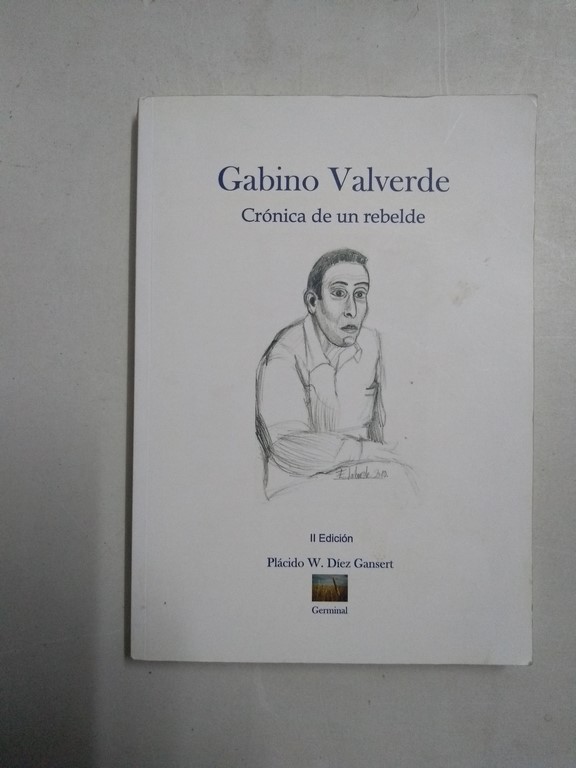 Gabino Valverde
Crónica de un rebelde
II Edición
Plácido W. Díez Gansert
Germinal